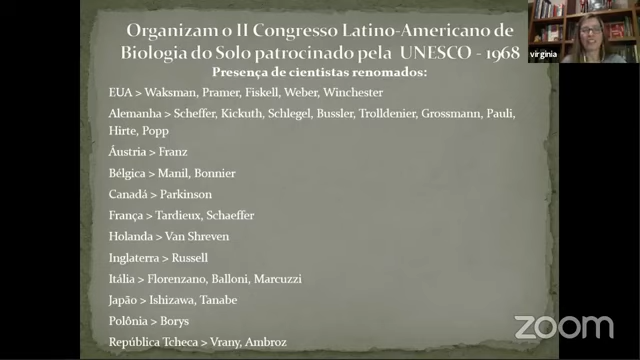 Organizam o II Congresso Latino-Americano de
Biologia do Solo patrocinado pela UNESCO - 1968
Presença de cientistas renomados:
EUA > Waksman, Pramer, Fiskell, Weber, Winchester
Alemanha > Scheffer, Kickuth, Schlegel, Bussler, Trolldenier, Grossmann, Pauli,
Hirte, Popp
Áustria > Franz
Bélgica > Manil, Bonnier
Canadá > Parkinson
França > Tardieux, Schaeffer
Holanda > Van Shreven
Inglaterra > Russell
Itália > Florenzano, Balloni, Marcuzzi
Japão > Ishizawa, Tanabe
Polônia > Borys
República Tcheca > Vrany, Ambroz
virginia
zoom